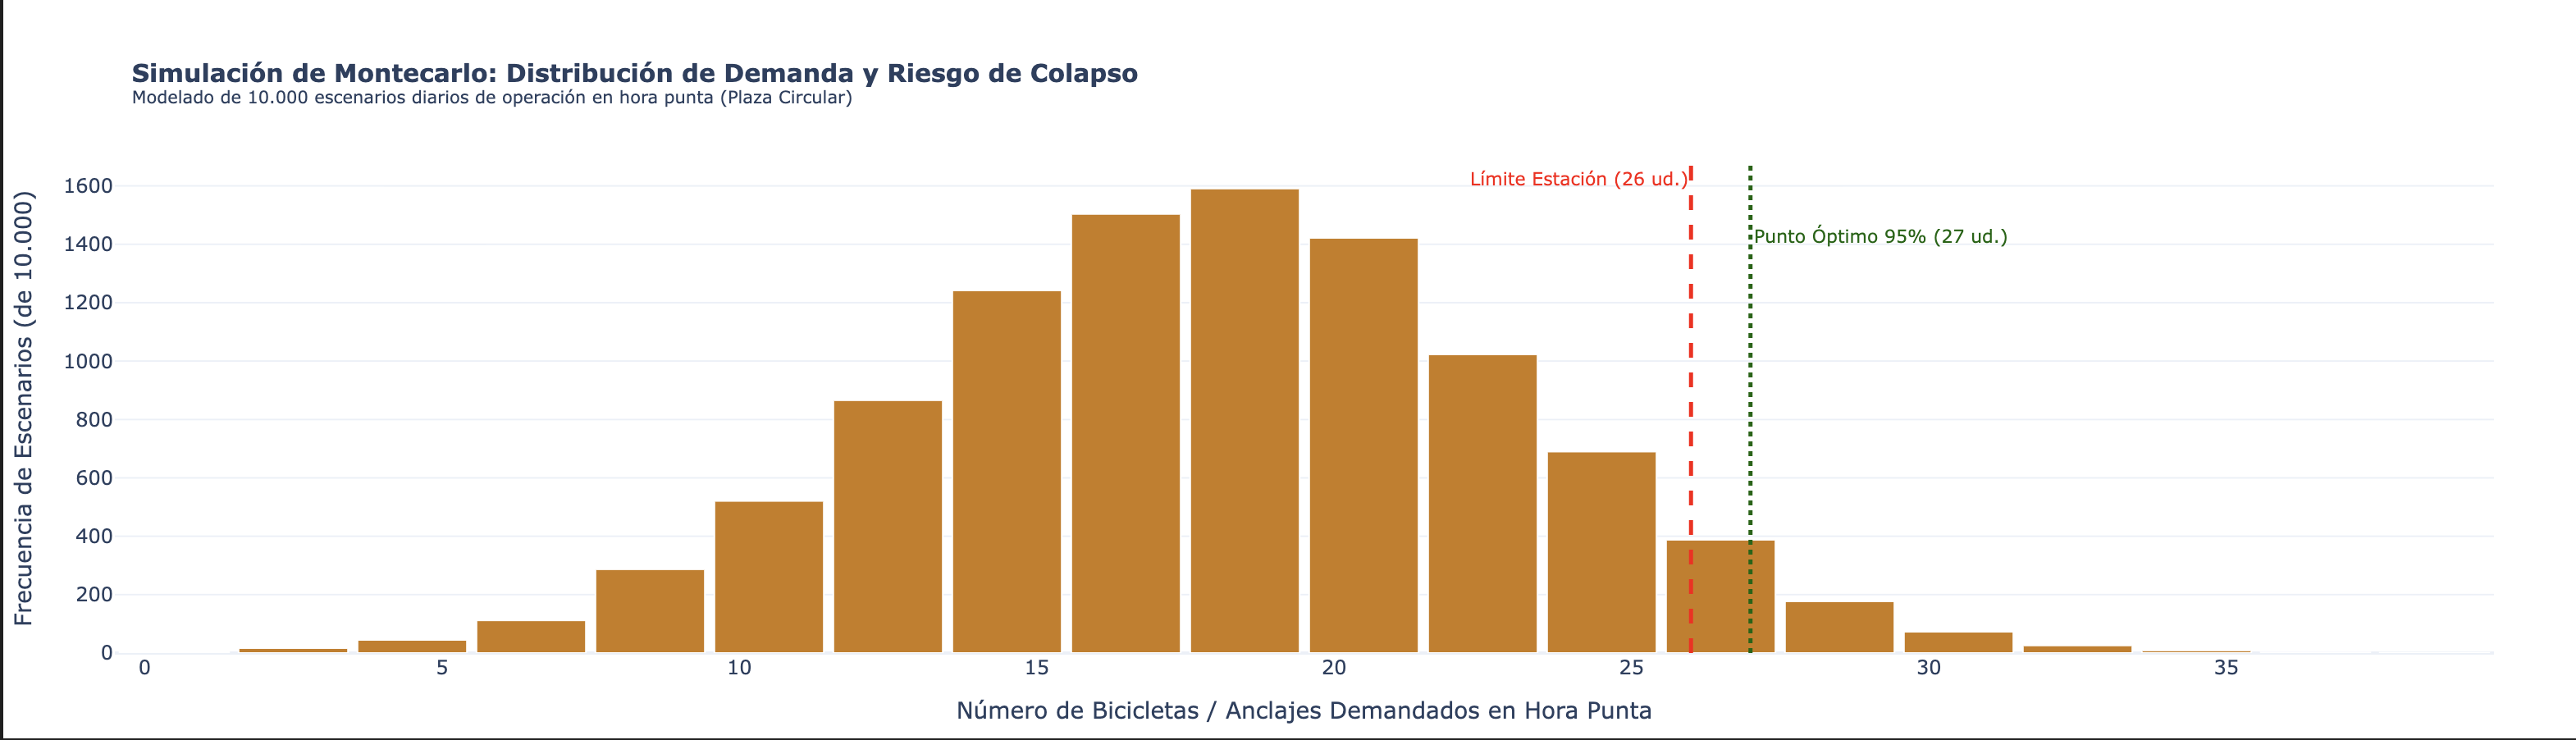 Simulación de Montecarlo: Distribución de Demanda y Riesgo de Colapso
Modelado de 10.000 escenarios diarios de operación en hora punta (Plaza Circular)
Límite Estación (26 ud.)
Punto Óptimo 95% (27 ud.)
Frecuencia de Escenarios (de 10.000)
1600
1400
1200
1000
800
600
400
200
0
0 5 10 15 20 25 30 35
Número de Bicicletas / Anclajes Demandados en Hora Punta